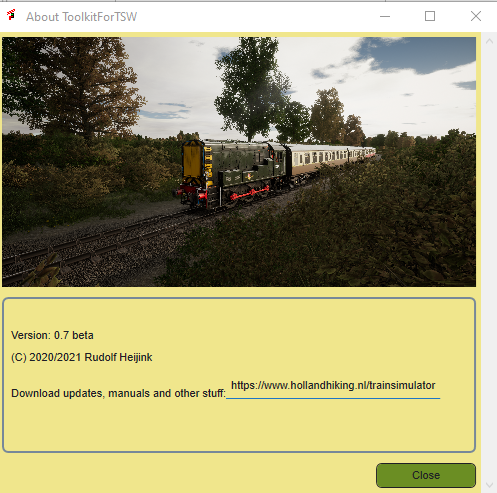 About ToolkitForTSW
Version: 0.7 beta
(C) 2020/2021 Rudolf Heijink
Download updates, manuals and other stuff: https://www.hollandhiking.nl/trainsimulator
Close